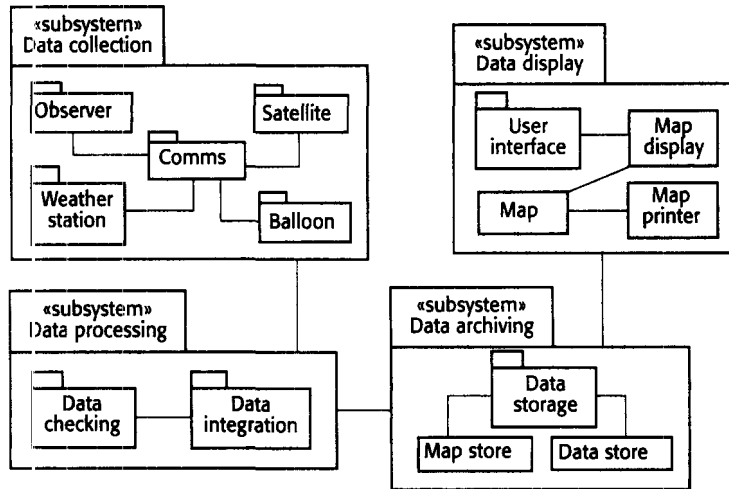 «subsystern»
Data collection
Observer
Satellite
Comms
Weather
station
Balloon
«subsystem»
Data display
User
interface
Map
display
Map
Map
printer
«subsystem»
Data processing
Data
checking
Data
integration
«subsystem»
Data archiving
Data
storage
Map store
Data store